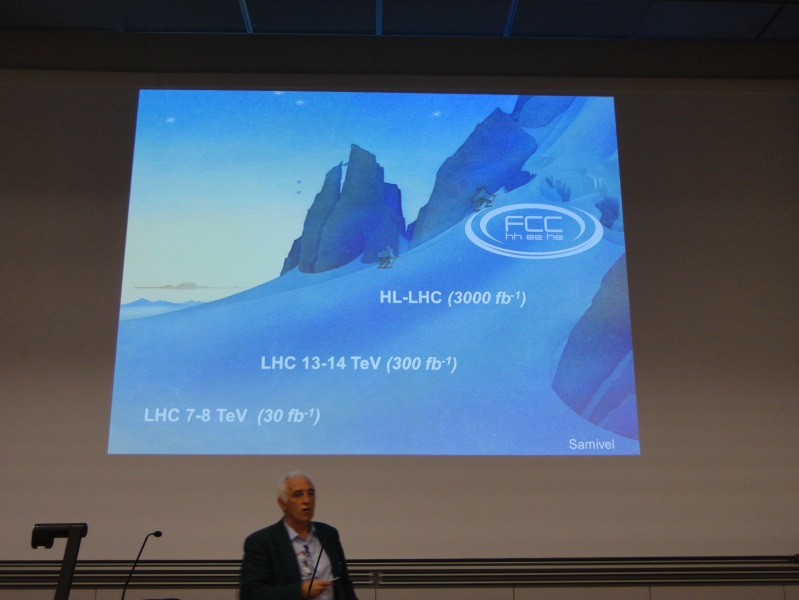 FCC
hh ee he
HL-LHC (3000 fb-1)
LHC 13-14 TeV (300 fb-1)
LHC 7-8 TeV (30 fb-1)
Samivel